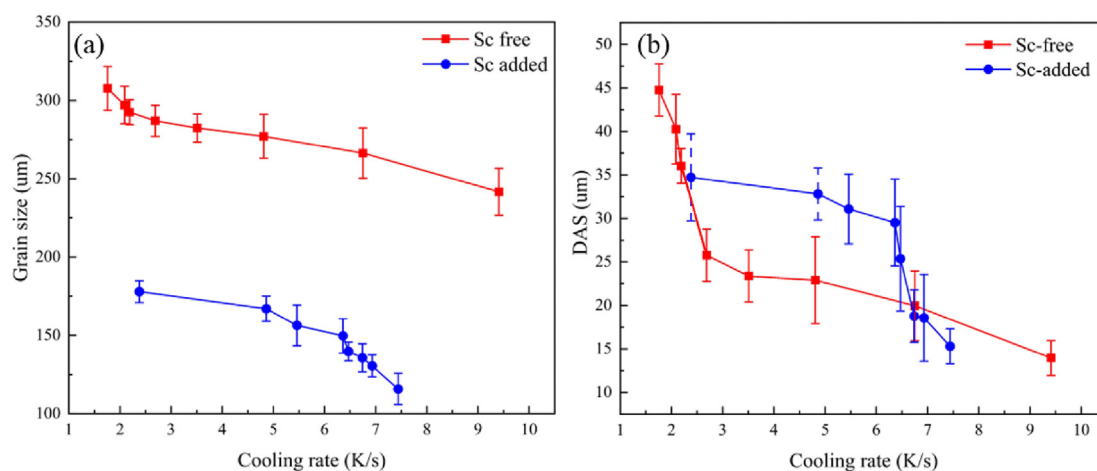 (a)
Sc free
Sc added
350
300
250
200
150
100
Grain size (um)
1 2 3 4 5 6 7 8 9 10
Cooling rate (K/s)
(b)
Sc-free
Sc-added
50
45
40
35
30
25
20
15
10
DAS (um)
1 2 3 4 5 6 7 8 9 10
Cooling rate (K/s)